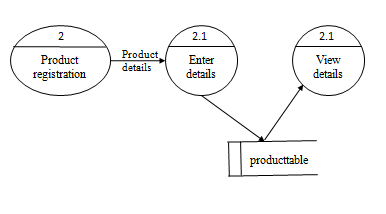 2
Product
registration
Product
details
2.1
Enter
details
2.1
View
details
producttable